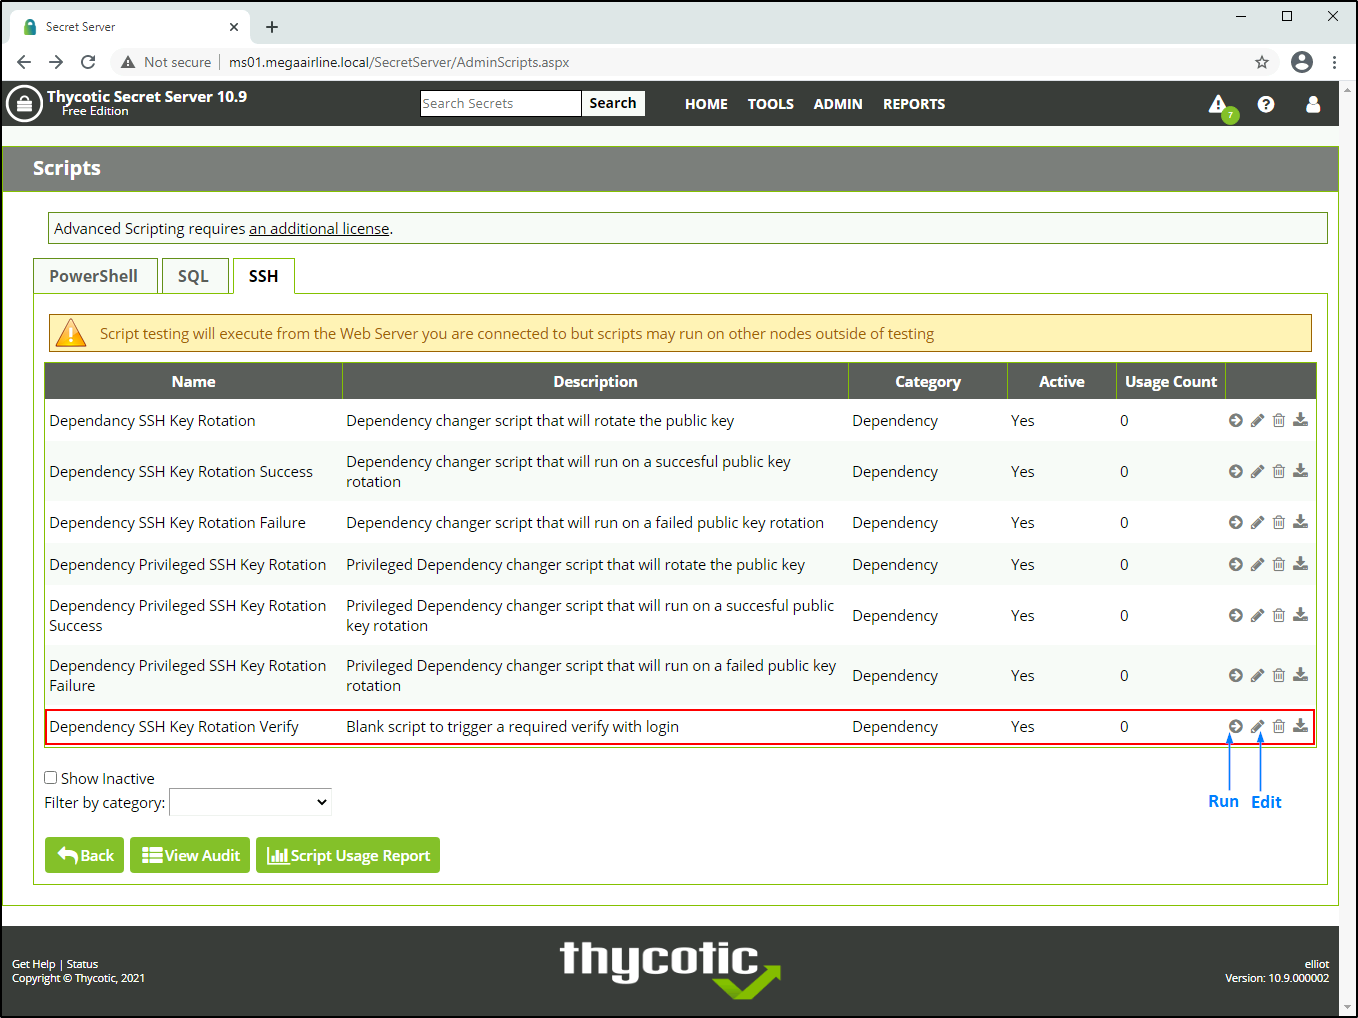 Secret Server
Not secure
ms01.megaairline.local/SecretServer/AdminScripts.aspx
Thycotic Secret Server 10.9
Free Edition
Search Secrets
Search
HOME
TOOLS
ADMIN
REPORTS
7
Scripts
Advanced Scripting requires an additional license.
PowerShell
SQL
SSH
Script testing will execute from the Web Server you are connected to but scripts may run on other nodes outside of testing
Name Description Category Active Usage Count
Dependancy SSH Key Rotation Dependency changer script that will rotate the public key Dependency Yes 0
Dependency SSH Key Rotation Success Dependency changer script that will run on a succesful public key
rotation Dependency Yes 0
Dependency SSH Key Rotation Failure Dependency changer script that will run on a failed public key rotation Dependency Yes 0
Dependency Privileged SSH Key Rotation Privileged Dependency changer script that will rotate the public key Dependency Yes 0
Dependency Privileged SSH Key Rotation
Success Privileged Dependency changer script that will run on a succesful public
key rotation Dependency Yes 0
Dependency Privileged SSH Key Rotation
Failure Privileged Dependency changer script that will run on a failed public key
rotation Dependency Yes 0
Dependency SSH Key Rotation Verify Blank script to trigger a required verify with login Dependency Yes 0
Show Inactive
Filter by category:
Run Edit
Back
View Audit
Script Usage Report
Get Help | Status
Copyright © Thycotic, 2021
thycotic
elliot
Version: 10.9.000002